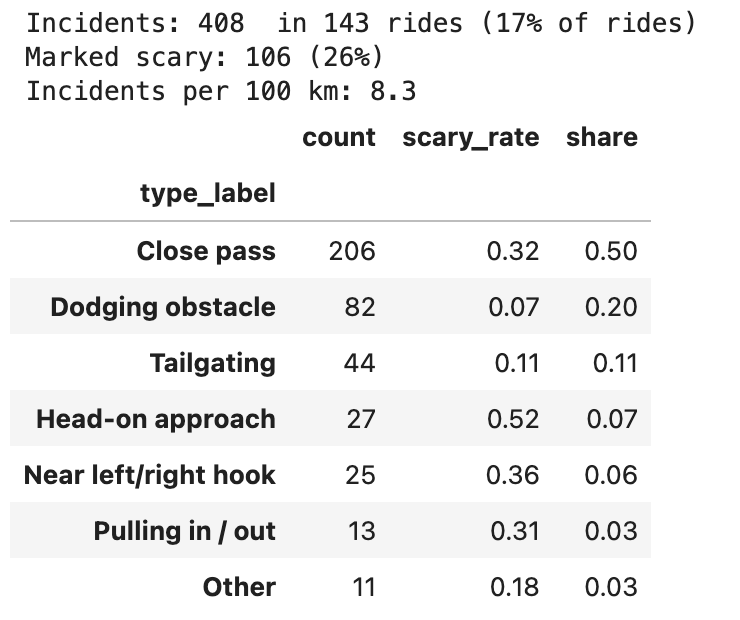 Incidents: 408  in 143 rides (17% of rides)
Marked scary: 106 (26%)
Incidents per 100 km: 8.3
count scary_rate share
type_label
Close pass 206 0.32 0.50
Dodging obstacle 82 0.07 0.20
Tailgating 44 0.11 0.11
Head-on approach 27 0.52 0.07
Near left/right hook 25 0.36 0.06
Pulling in / out 13 0.31 0.03
Other 11 0.18 0.03